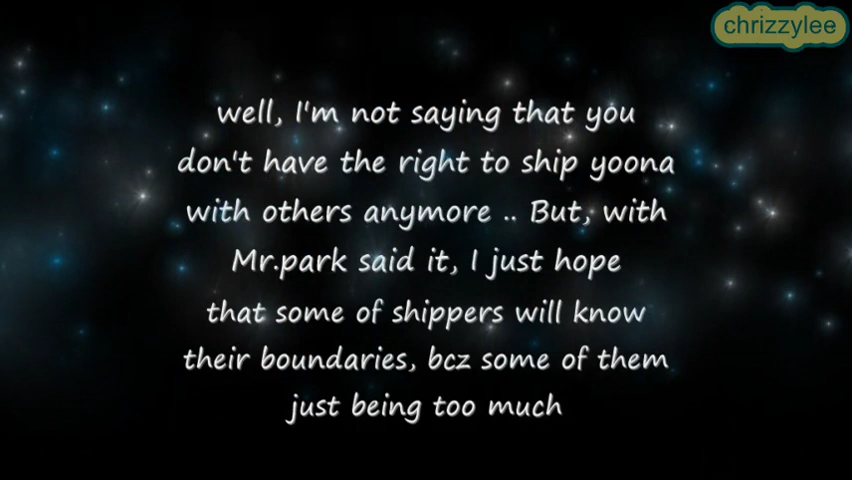 chrizzylee
well, I'm not saying that you
don't have the right to ship yoona
with others anymore .. But, with
Mr.park said it, I just hope
that some of shippers will know
their boundaries, bcz some of them
just being too much